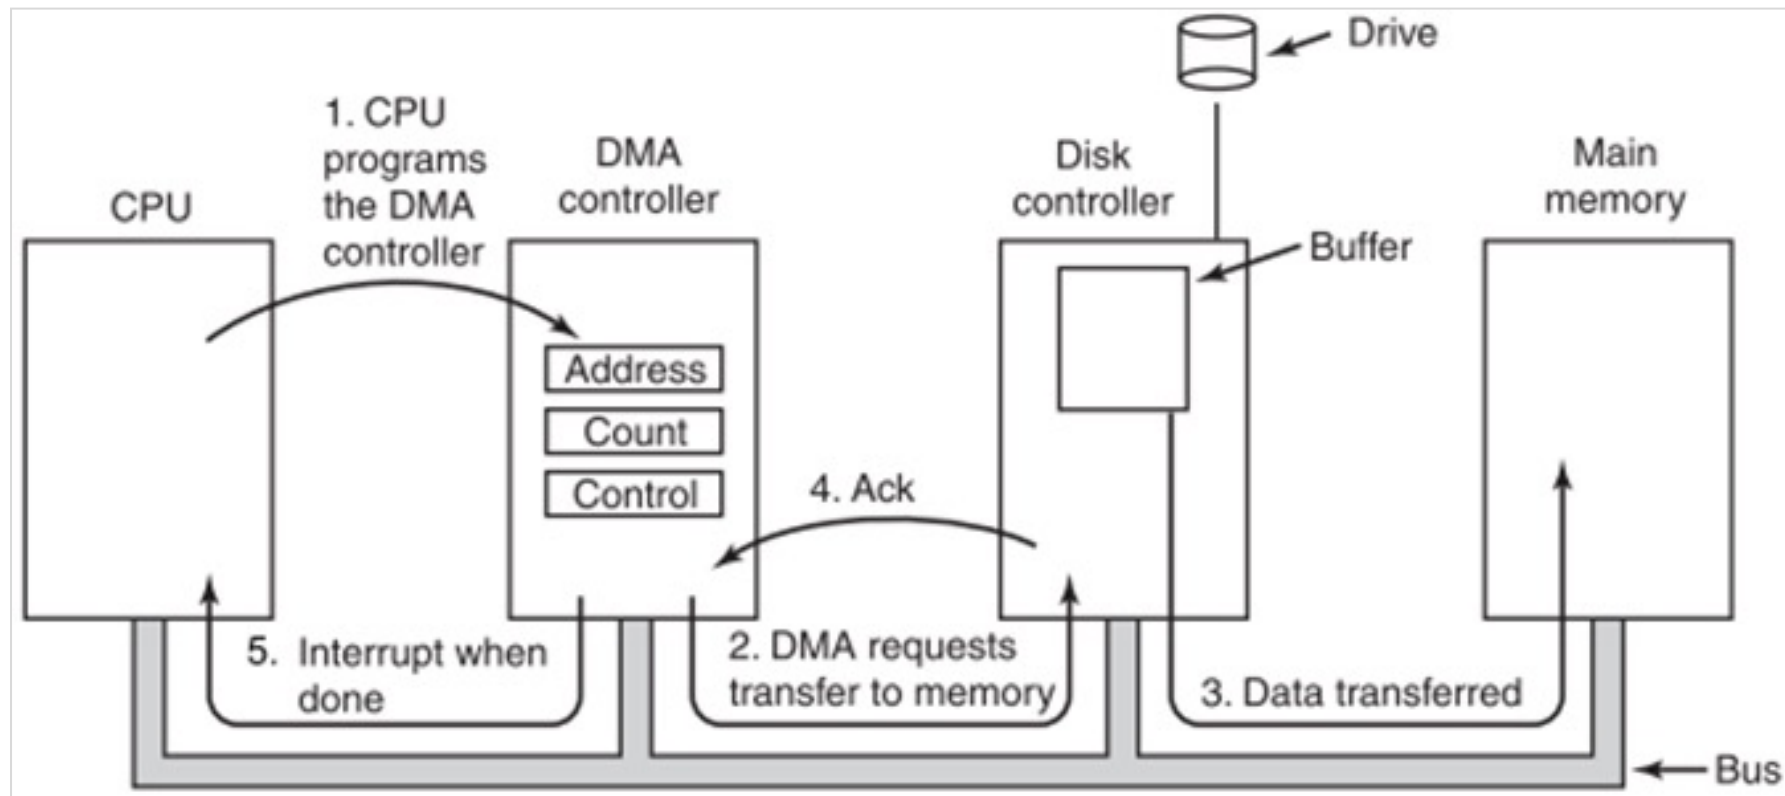 Drive
1. CPU
programs
the DMA
controller
CPU
DMA
controller
Disk
controller
Main
memory
Buffer
Address
Count
Control
4. Ack
5. Interrupt when
done
2. DMA requests
transfer to memory
3. Data transferred
Bus